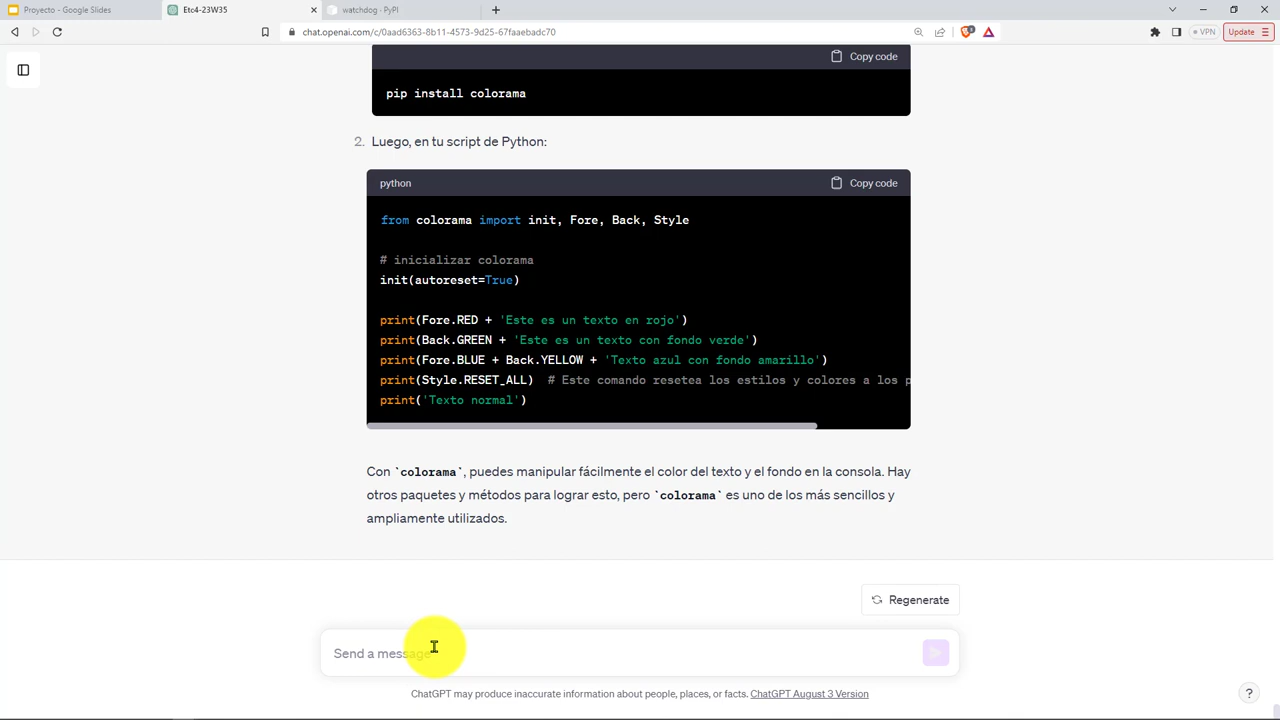 Proyecto - Google Slides
Etc4-23W35
watchdog · PyPI
chat.openai.com/c/0aad6363-8b11-4573-9d25-67faaebadc70
VPN
Update
Copy code
pip install colorama
2. Luego, en tu script de Python:
python
Copy code
from colorama import init, Fore, Back, Style
# inicializar colorama
init(autoreset=True)
print(Fore.RED + 'Este es un texto en rojo')
print(Back.GREEN + 'Este es un texto con fondo verde')
print(Fore.BLUE + Back.YELLOW + 'Texto azul con fondo amarillo')
print(Style.RESET_ALL)  # Este comando resetea los estilos y colores a los p
print('Texto normal')
Con `colorama`, puedes manipular fácilmente el color del texto y el fondo en la consola. Hay
otros paquetes y métodos para lograr esto, pero `colorama` es uno de los más sencillos y
ampliamente utilizados.
Regenerate
Send a message
ChatGPT may produce inaccurate information about people, places, or facts. ChatGPT August 3 Version
?